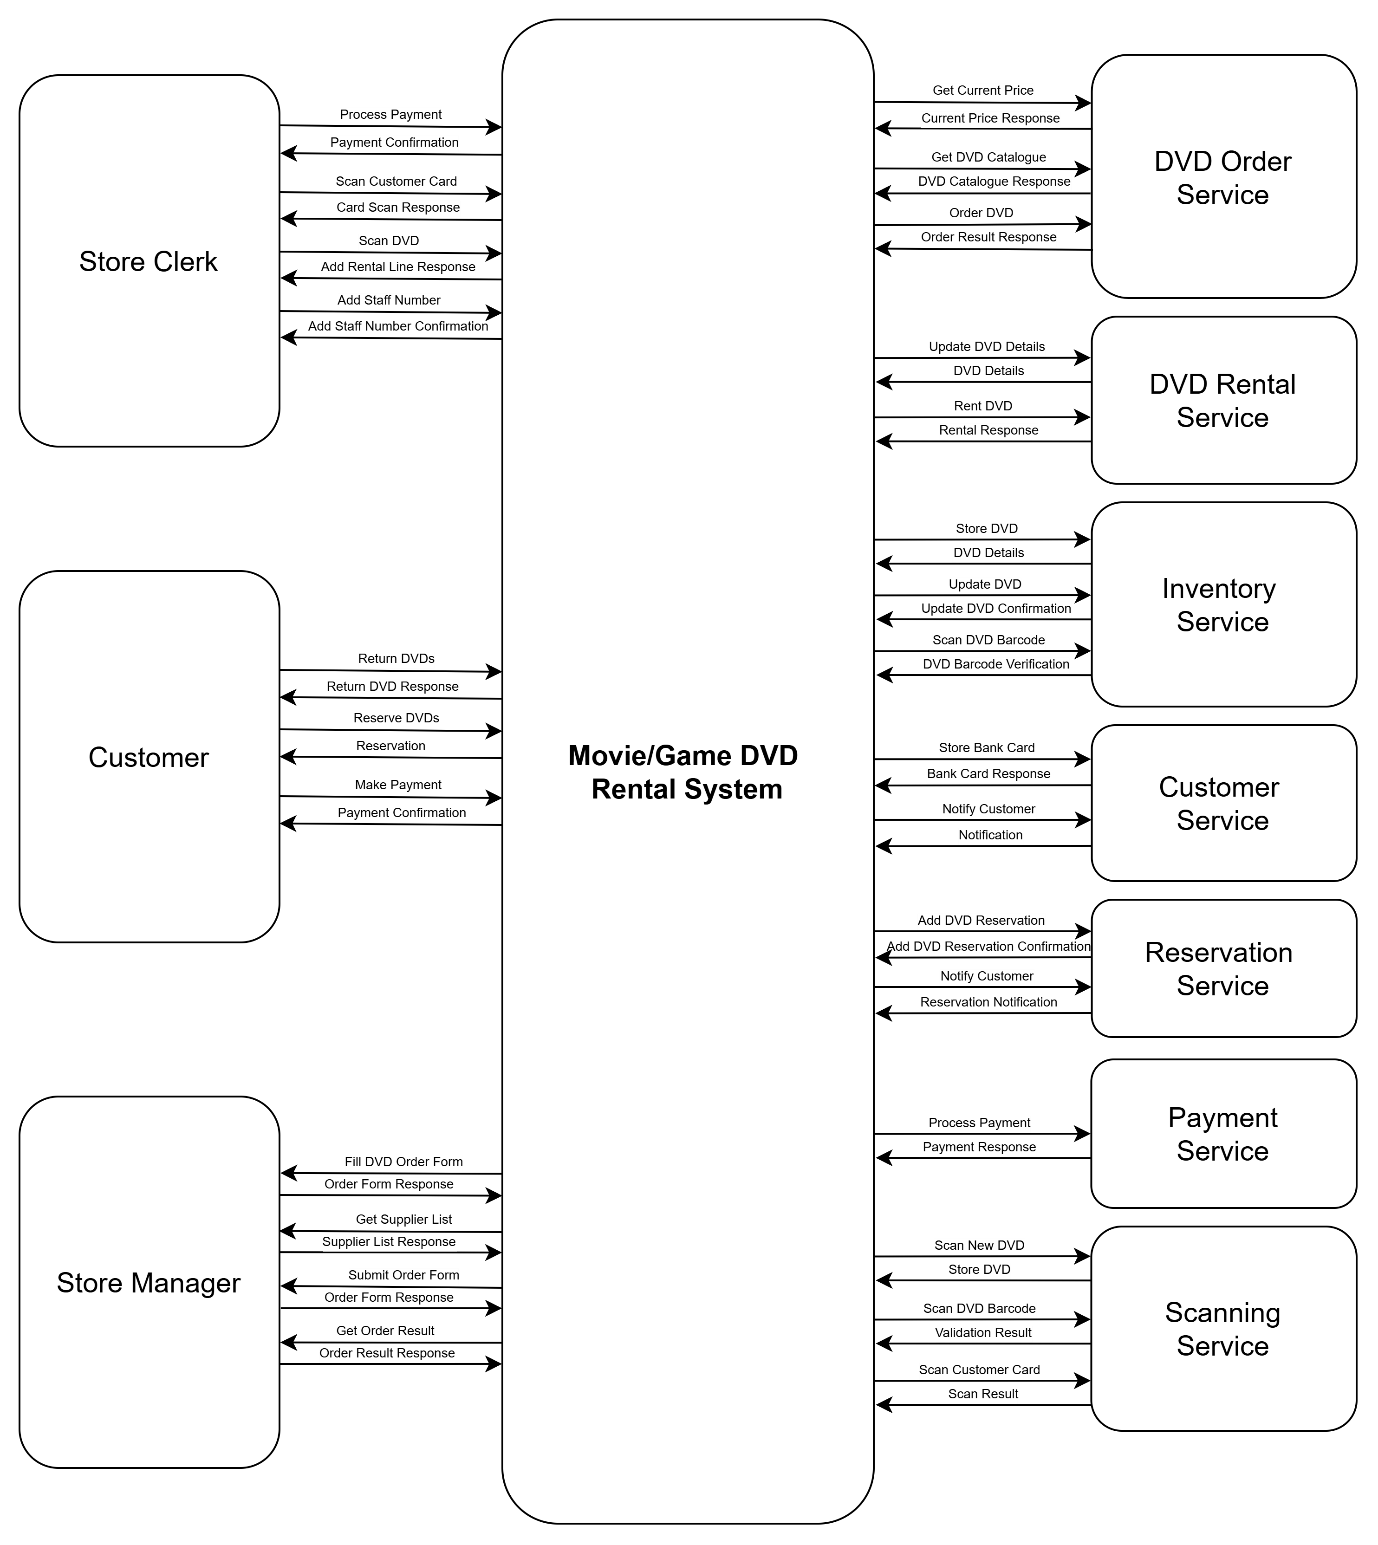 Store Clerk
Process Payment
Payment Confirmation
Scan Customer Card
Card Scan Response
Scan DVD
Add Rental Line Response
Add Staff Number
Add Staff Number Confirmation
Customer
Return DVDs
Return DVD Response
Reserve DVDs
Reservation
Make Payment
Payment Confirmation
Store Manager
Fill DVD Order Form
Order Form Response
Get Supplier List
Supplier List Response
Submit Order Form
Order Form Response
Get Order Result
Order Result Response
Movie/Game DVD
Rental System
Get Current Price
Current Price Response
Get DVD Catalogue
DVD Catalogue Response
Order DVD
Order Result Response
DVD Order
Service
Update DVD Details
DVD Details
Rent DVD
Rental Response
DVD Rental
Service
Store DVD
DVD Details
Update DVD
Update DVD Confirmation
Scan DVD Barcode
DVD Barcode Verification
Inventory
Service
Store Bank Card
Bank Card Response
Notify Customer
Notification
Customer
Service
Add DVD Reservation
Add DVD Reservation Confirmation
Notify Customer
Reservation Notification
Reservation
Service
Process Payment
Payment Response
Payment
Service
Scan New DVD
Store DVD
Scan DVD Barcode
Validation Result
Scan Customer Card
Scan Result
Scanning
Service